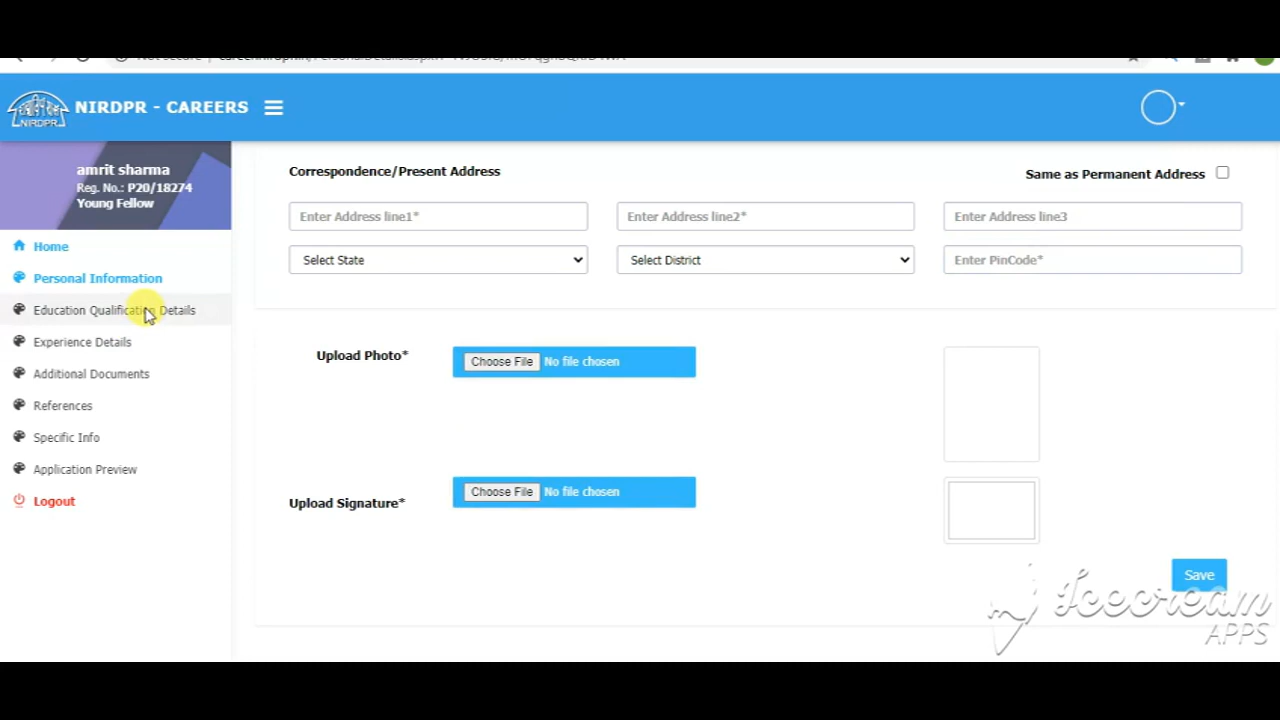 Not Secure
NIRDPR
NIRDPR - CAREERS
amrit sharma
Reg. No.: P20/18274
Young Fellow
Home
Personal Information
Education Qualification Details
Experience Details
Additional Documents
References
Specific Info
Application Preview
Logout
Correspondence/Present Address
Same as Permanent Address
Enter Address line1*
Enter Address line2*
Enter Address line3
Select State
Select District
Enter PinCode*
Upload Photo*
Choose File No file chosen
Upload Signature*
Choose File No file chosen
Save
Icecream
APPS